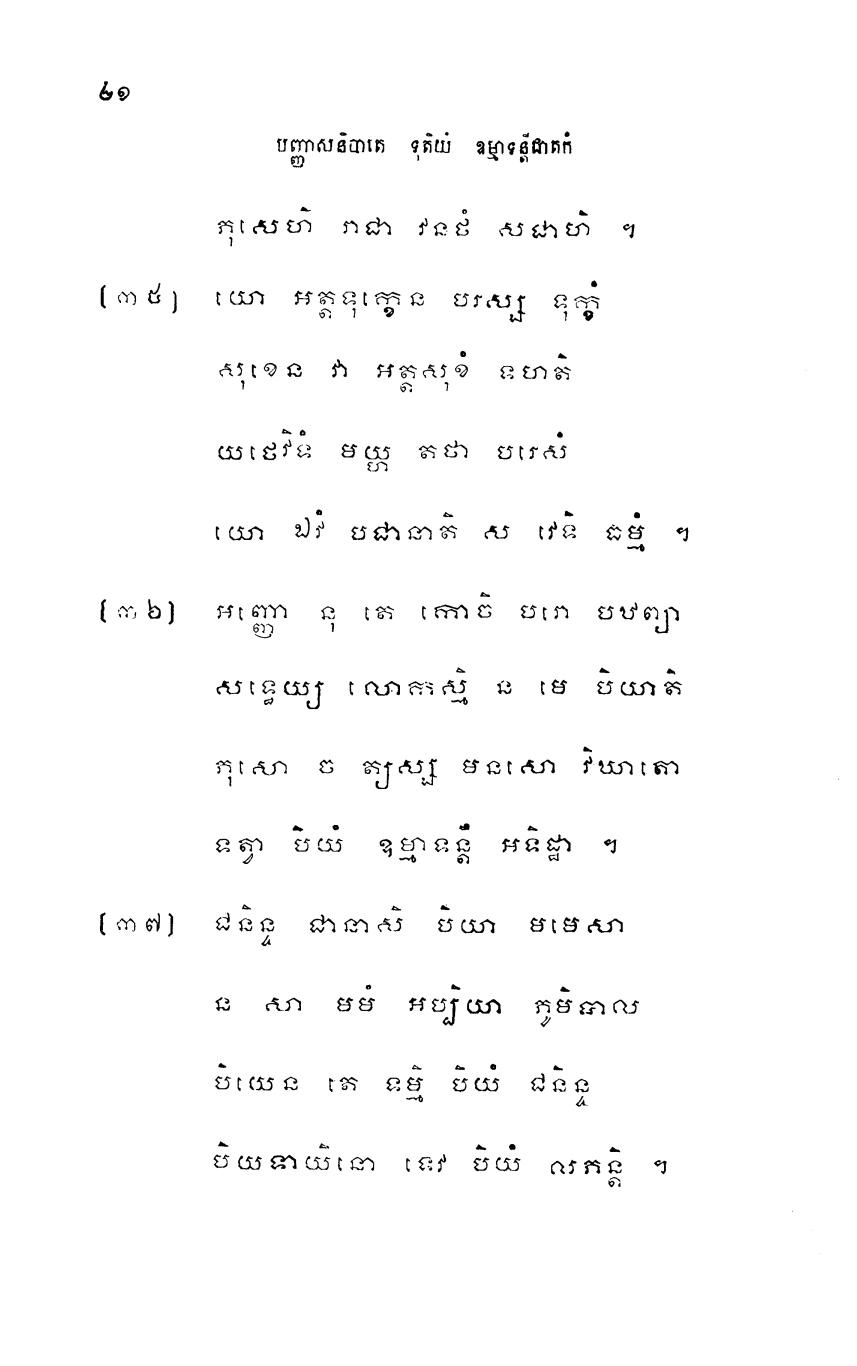 ២១
បញ្ញាសនិបាតេ ទុតិយំ ឧម្មាទន្តីជាតកំ
ភុសេហិ រាជា វនថំ សជាហិ ។
(៣៥) យោ អត្តទុក្ខេន បរស្ស ទុក្ខំ
សុខេន វា អត្តសុខំ ទហតិ
យថេវិទំ មយ្ហ តថា បរេសំ
យោ ឯវំ បជានាតិ ស វេទិ ធម្មំ ។
(៣៦) អញ្ញោ នុ តេ កោចិ បរោ បឋព្យា
សទ្ធេយ្យ លោកស្មិ ន មេ បិយាតិ
ភុសោ ច ត្យស្ស មនសោ វិឃាតោ
ទត្វា បិយំ ឧម្មាទន្តឹ អទិដ្ឋា ។
(៣៧) ជនិន្ទ ជានាសិ បិយា មមេសា
ន សា មមំ អប្បិយា ភូមិបាល
បិយេន តេ ទម្មិ បិយំ ជនិន្ទ
បិយទាយិនោ ទេវ បិយំ លភន្តិ ។